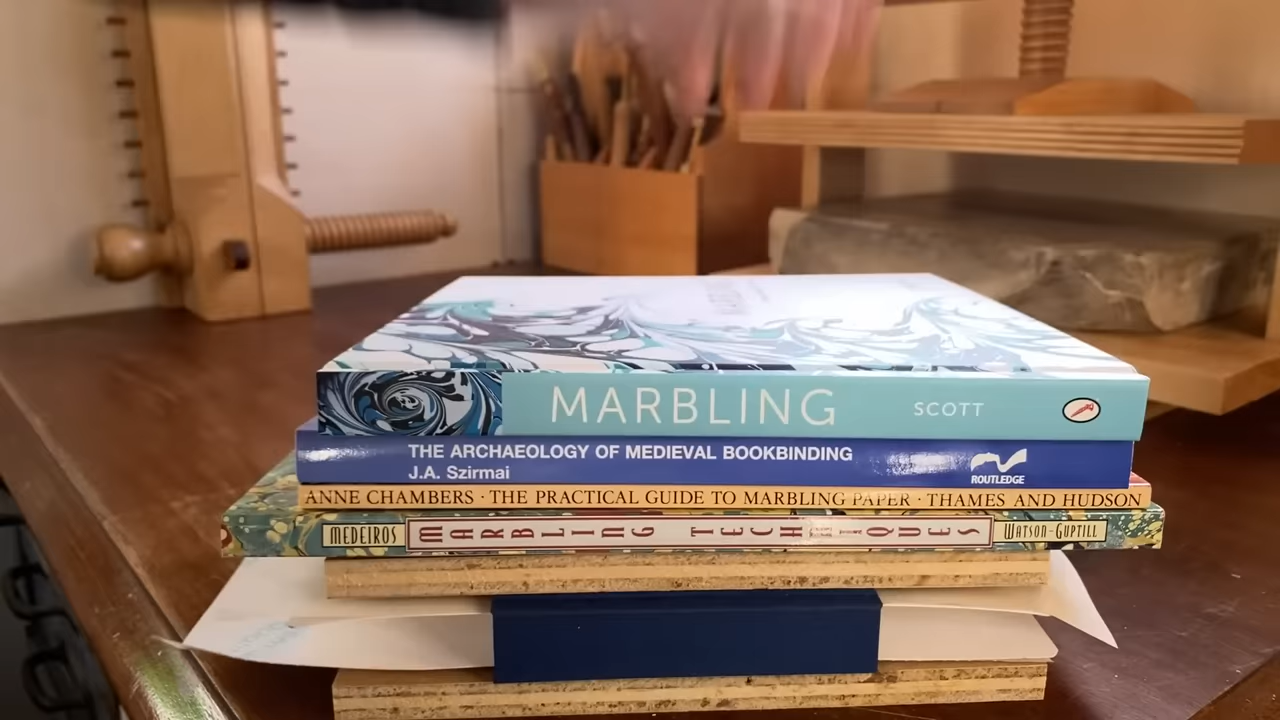 MARBLING SCOTT
THE ARCHAEOLOGY OF MEDIEVAL BOOKBINDING
J.A. Szirmai
ROUTLEDGE
ANNE CHAMBERS · THE PRACTICAL GUIDE TO MARBLING PAPER · THAMES AND HUDSON
MEDEIROS MARBLING TECHNIQUES WATSON-GUPTILL